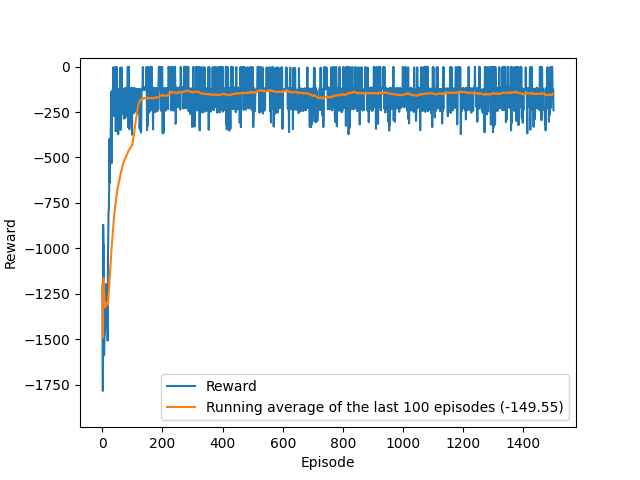 0
−250
−500
−750
−1000
−1250
−1500
−1750
Reward
0 200 400 600 800 1000 1200 1400
Episode
Reward
Running average of the last 100 episodes (-149.55)